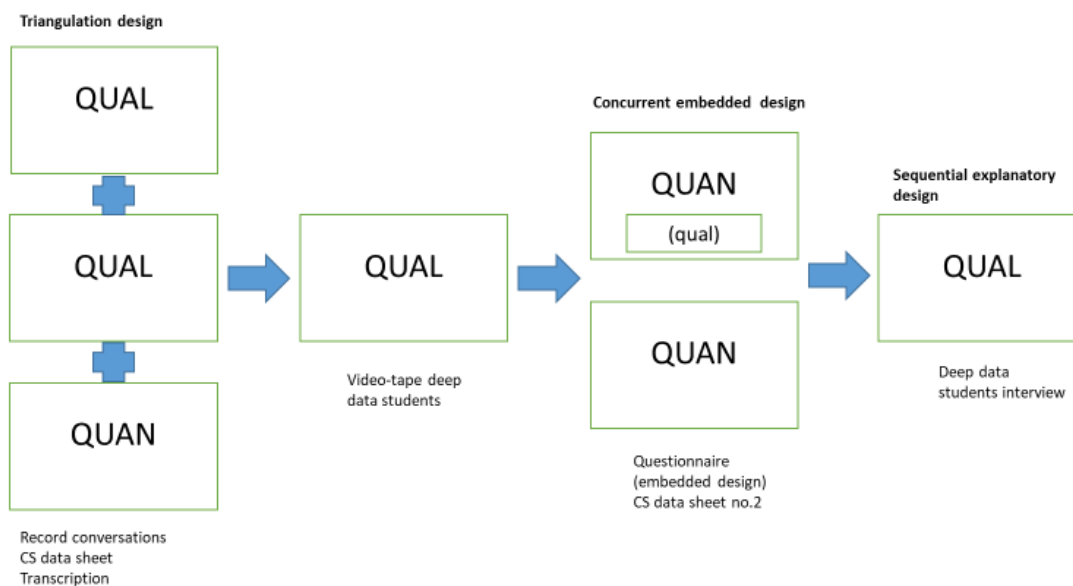 Triangulation design
QUAL
QUAL
QUAN
Record conversations
CS data sheet
Transcription
QUAL
Video-tape deep
data students
Concurrent embedded design
QUAN
(qual)
QUAN
Questionnaire
(embedded design)
CS data sheet no.2
Sequential explanatory
design
QUAL
Deep data
students interview